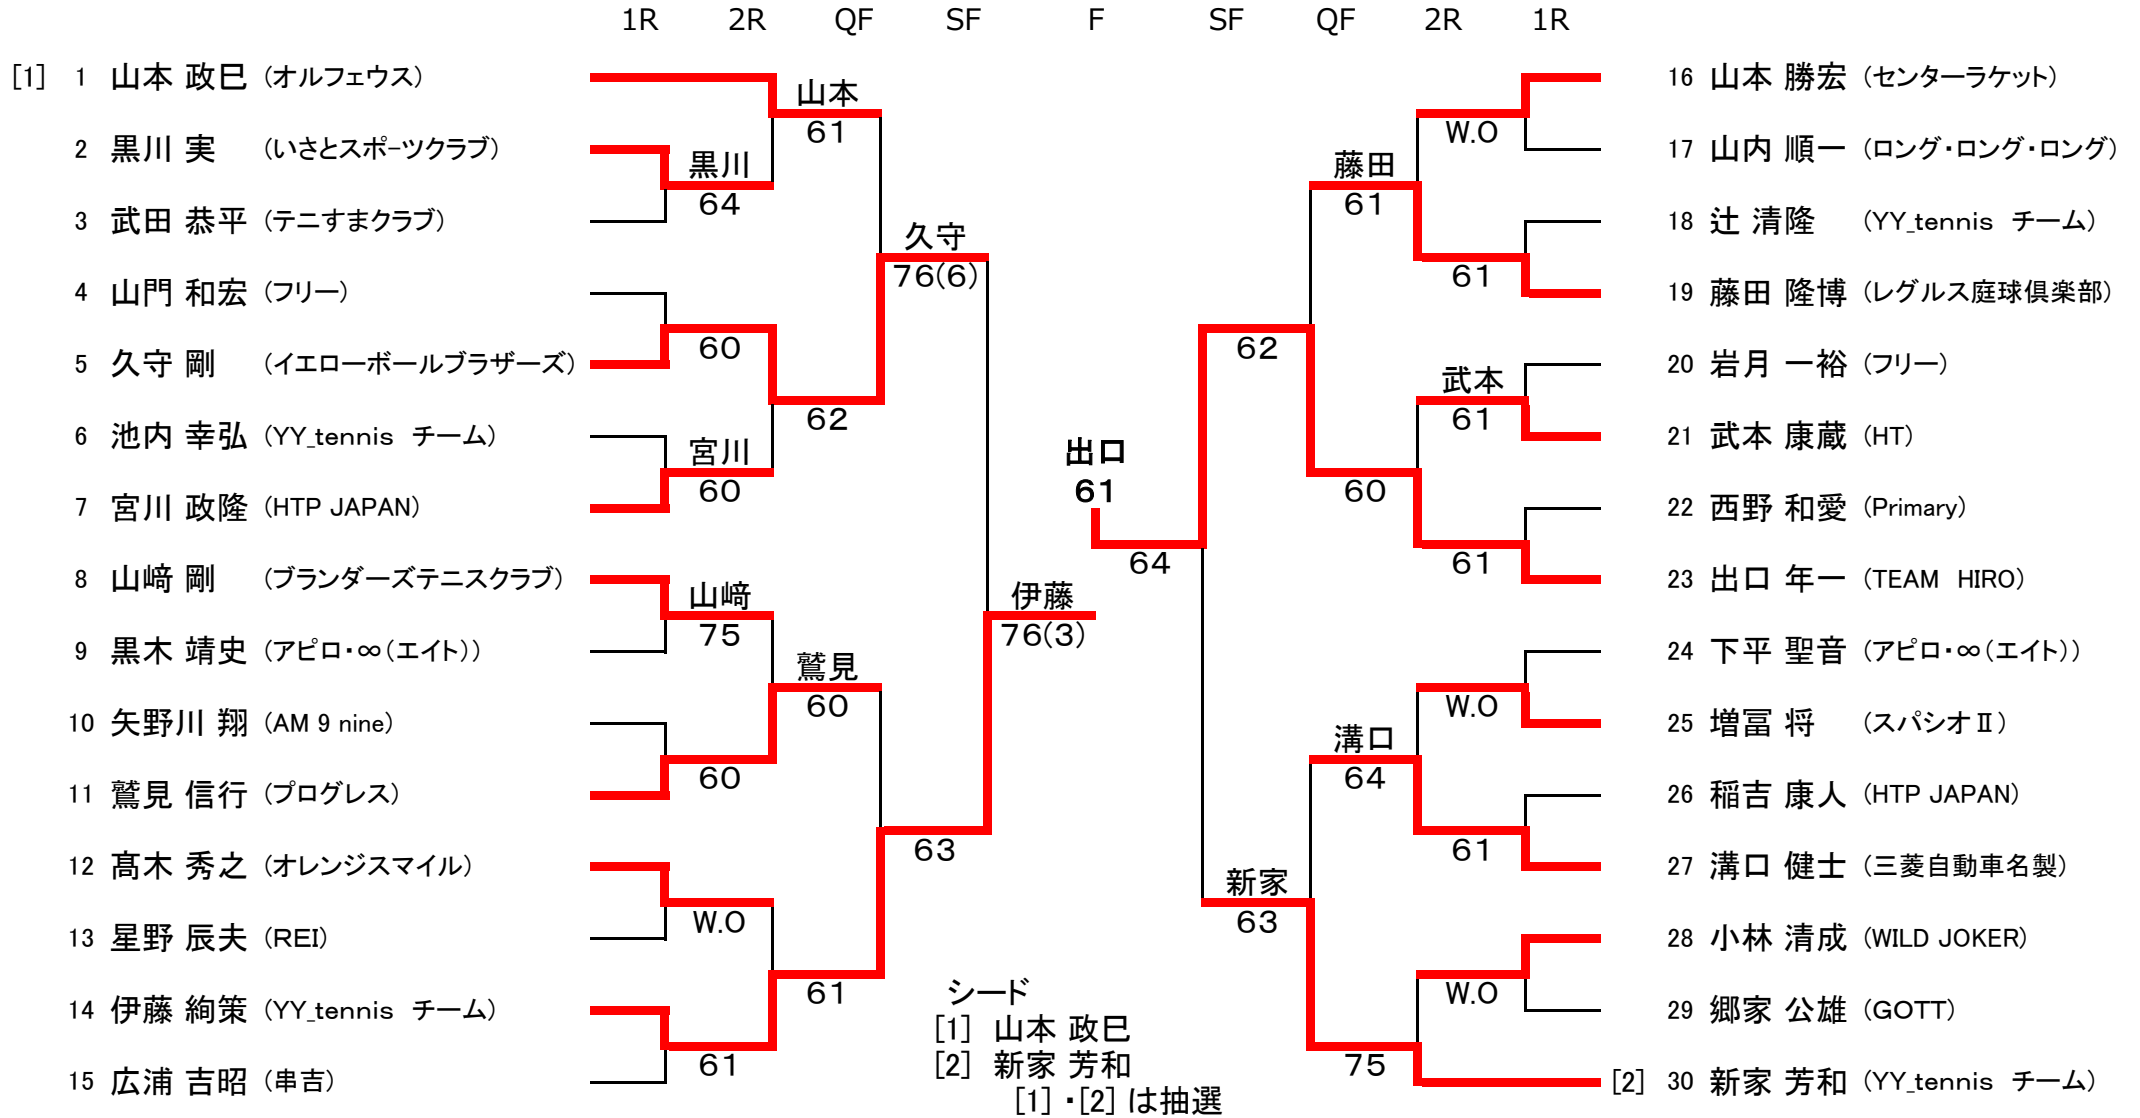 1R 2R QF SF F SF QF 2R 1R
[1] 1 山本 政巳 (オルフェウス)
2 黒川 実 (いさとスポーツクラブ)
3 武田 恭平 (テニすまクラブ)
4 山門 和宏 (フリー)
5 久守 剛 (イエローボールブラザーズ)
6 池内 幸弘 (YY_tennis チーム)
7 宮川 政隆 (HTP JAPAN)
8 山﨑 剛 (ブランダーズテニスクラブ)
9 黒木 靖史 (アピロ・∞(エイト))
10 矢野川 翔 (AM 9 nine)
11 鷲見 信行 (プログレス)
12 髙木 秀之 (オレンジスマイル)
13 星野 辰夫 (REI)
14 伊藤 絢策 (YY_tennis チーム)
15 広浦 吉昭 (串吉)
黒川
64
60
宮川
60
山﨑
75
60
W.O
61
山本
61
62
鷲見
60
61
久守
76(6)
63
伊藤
76(3)
出口
61
64
62
新家
63
藤田
61
60
溝口
64
75
W.O
61
武本
61
61
W.O
61
W.O
16 山本 勝宏 (センターラケット)
17 山内 順一 (ロング・ロング・ロング)
18 辻 清隆 (YY_tennis チーム)
19 藤田 隆博 (レグルス庭球倶楽部)
20 岩月 一裕 (フリー)
21 武本 康蔵 (HT)
22 西野 和愛 (Primary)
23 出口 年一 (TEAM HIRO)
24 下平 聖音 (アピロ・∞(エイト))
25 増冨 将 (スパシオⅡ)
26 稲吉 康人 (HTP JAPAN)
27 溝口 健士 (三菱自動車名製)
28 小林 清成 (WILD JOKER)
29 郷家 公雄 (GOTT)
[2] 30 新家 芳和 (YY_tennis チーム)
シード
[1] 山本 政巳
[2] 新家 芳和
[1]・[2] は抽選